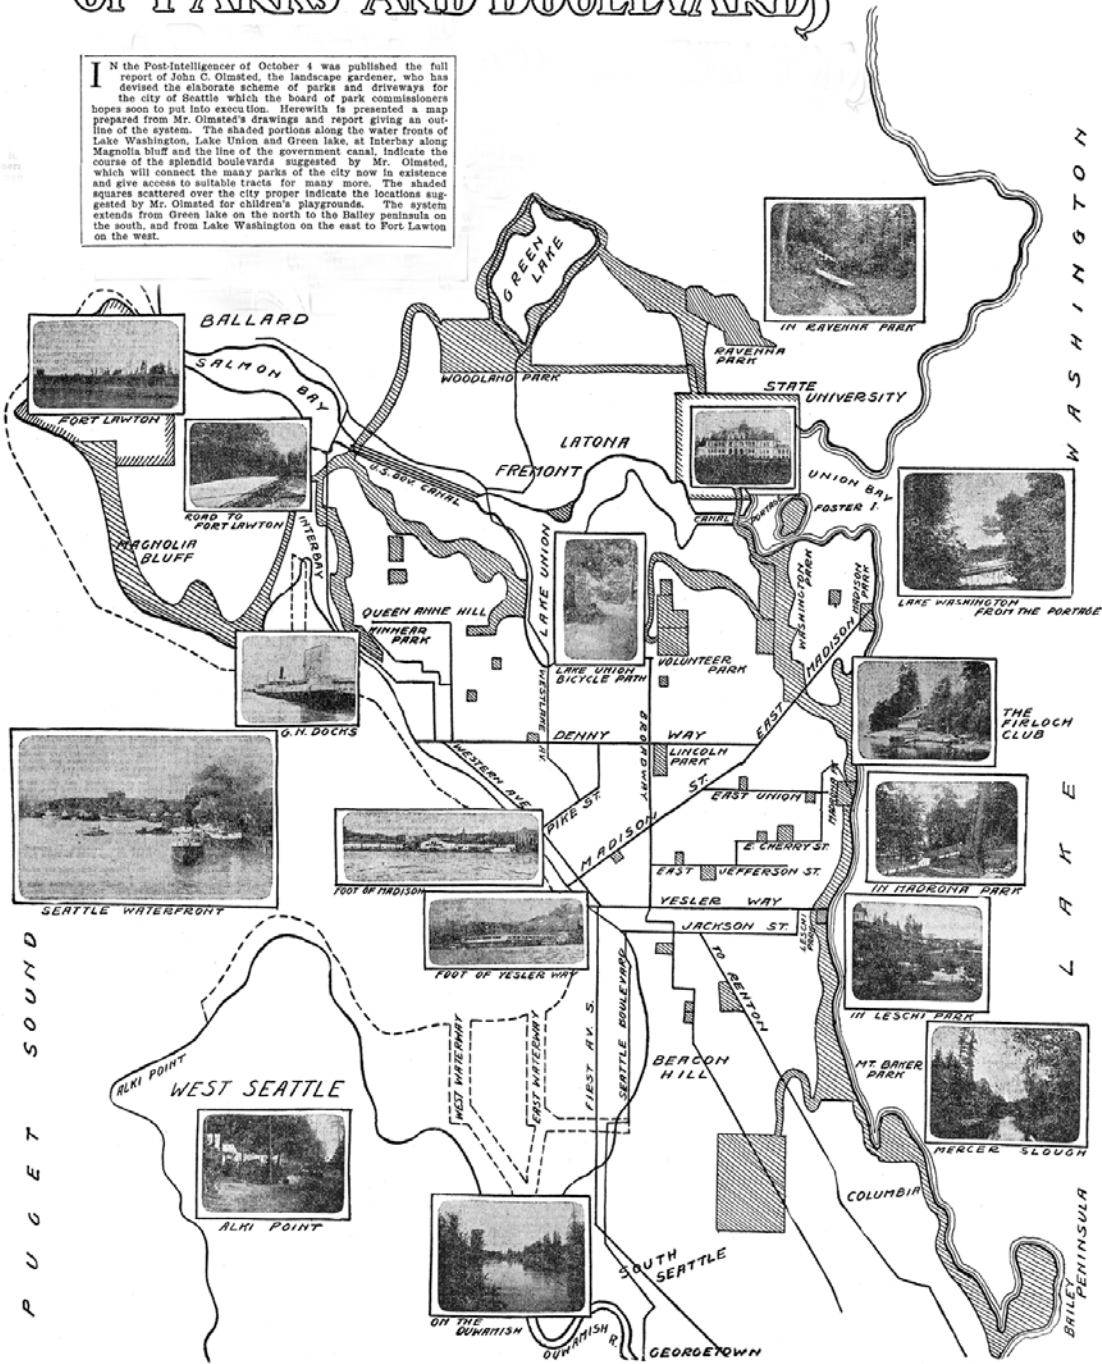 OF PARKS AND BOULEVARDS
IN the Post-Intelligencer of October 4 was published the full
report of John C. Olmsted, the landscape gardener, who has
devised the elaborate scheme of parks and driveways for
the city of Seattle which the board of park commissioners
hopes soon to put into execution. Herewith is presented a map
prepared from Mr. Olmsted's drawings and report giving an out-
line of the system. The shaded portions along the water fronts of
Lake Washington, Lake Union and Green lake, at Interbay along
Magnolia bluff and the line of the government canal, indicate the
course of the splendid boulevards suggested by Mr. Olmsted,
which will connect the many parks of the city now in existence
and give access to suitable tracts for many more. The shaded
squares scattered over the city proper indicate the locations sug-
gested by Mr. Olmsted for children's playgrounds. The system
extends from Green lake on the north to the Bailey peninsula on
the south, and from Lake Washington on the east to Fort Lawton
on the west.
GREEN
LAKE
IN RAVENNA PARK
BALLARD
SALMON BAY
WOODLAND PARK
RAVENNA
PARK
STATE
UNIVERSITY
FORT LAWTON
LATONA
FREMONT
U.S. GOV. CANAL
UNION BAY
ROAD TO
FORT LAWTON
INTERBAY
CANAL
PORTAGE
FOSTER I.
MAGNOLIA
BLUFF
LAKE UNION
WASHINGTON
PARK
MADISON
PARK
LAKE WASHINGTON
FROM THE PORTAGE
QUEEN ANNE HILL
KINNEAR
PARK
LAKE UNION
BICYCLE PATH
VOLUNTEER
PARK
EAST MADISON
G.N. DOCKS
WESTLAKE AV.
BROADWAY
THE
FIRLOCH
CLUB
DENNY WAY
WESTERN AVE
LINCOLN
PARK
PIKE ST.
MADISON ST.
EAST UNION
MADRONA PK
E. CHERRY ST.
EAST JEFFERSON ST.
IN MADRONA PARK
FOOT OF MADISON
SEATTLE WATERFRONT
YESLER WAY
JACKSON ST.
LESCHI
PARK
FOOT OF YESLER WAY
TO RENTON
IN LESCHI PARK
WEST WATERWAY
EAST WATERWAY
FIRST AV. S.
SEATTLE BOULEVARD
BEACON
HILL
MT. BAKER
PARK
ALKI POINT
WEST SEATTLE
MERCER SLOUGH
ALKI POINT
COLUMBIA
SOUTH
SEATTLE
BAILEY
PENINSULA
ON THE
DUWAMISH
DUWAMISH R.
GEORGETOWN
PUGET SOUND
LAKE WASHINGTON